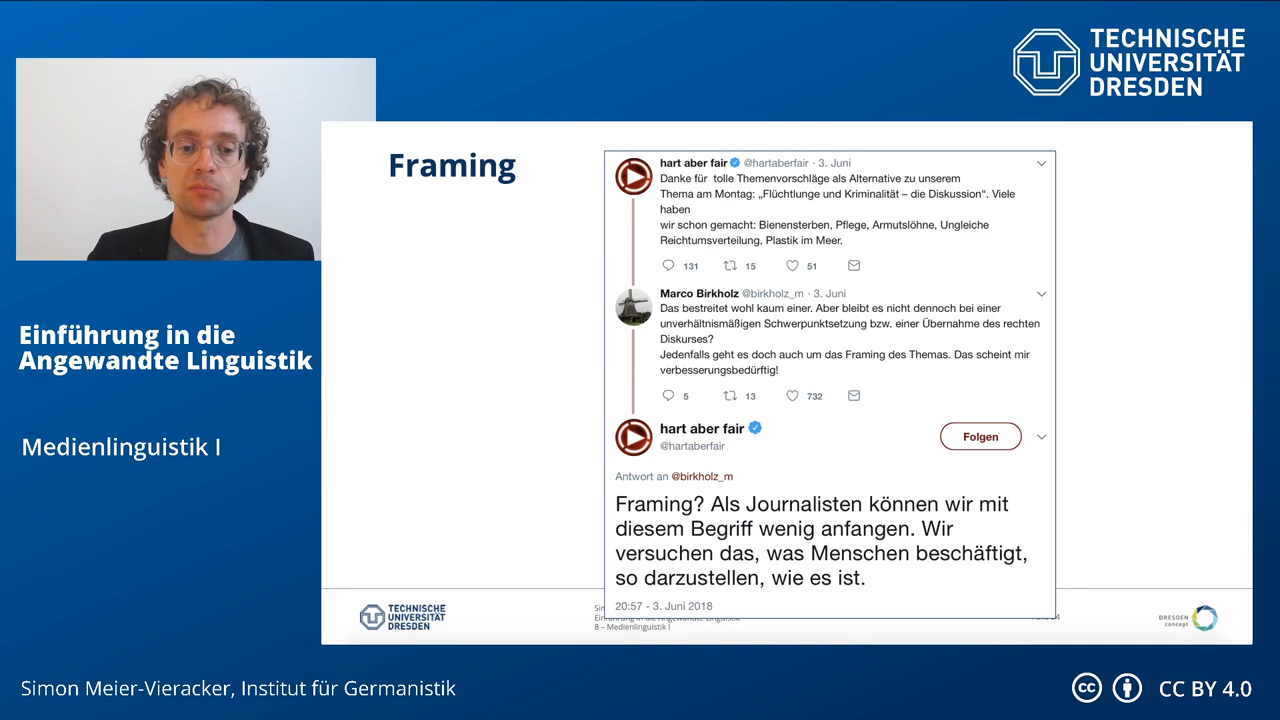 TECHNISCHE
UNIVERSITÄT
DRESDEN
Einführung in die
Angewandte Linguistik
Medienlinguistik I
Framing
hart aber fair @hartaberfair · 3. Juni
Danke für tolle Themenvorschläge als Alternative zu unserem
Thema am Montag: „Flüchtlunge und Kriminalität – die Diskussion“. Viele
haben
wir schon gemacht: Bienensterben, Pflege, Armutslöhne, Ungleiche
Reichtumsverteilung, Plastik im Meer.
131 15 51
Marco Birkholz @birkholz_m · 3. Juni
Das bestreitet wohl kaum einer. Aber bleibt es nicht dennoch bei einer
unverhältnismäßigen Schwerpunktsetzung bzw. einer Übernahme des rechten
Diskurses?
Jedenfalls geht es doch auch um das Framing des Themas. Das scheint mir
verbesserungsbedürftig!
5 13 732
hart aber fair
@hartaberfair
Folgen
Antwort an @birkholz_m
Framing? Als Journalisten können wir mit
diesem Begriff wenig anfangen. Wir
versuchen das, was Menschen beschäftigt,
so darzustellen, wie es ist.
20:57 - 3. Juni 2018
TECHNISCHE
UNIVERSITÄT
DRESDEN
8 – Medienlinguistik I
DRESDEN
concept
Simon Meier-Vieracker, Institut für Germanistik
cc CC BY 4.0